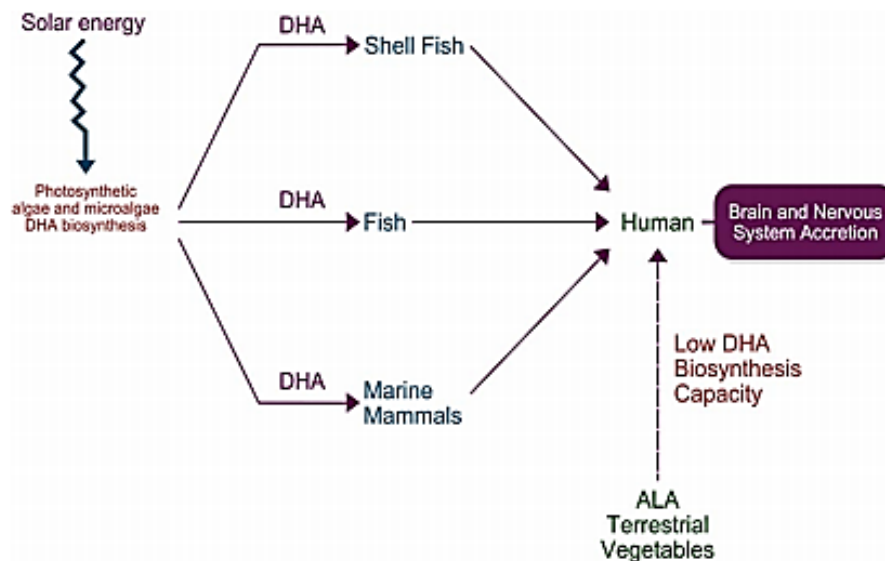 Solar energy
DHA
Shell Fish
Photosynthetic
algae and microalgae
DHA biosynthesis
DHA
Fish
Human
Brain and Nervous
System Accretion
DHA
Marine
Mammals
Low DHA
Biosynthesis
Capacity
ALA
Terrestrial
Vegetables